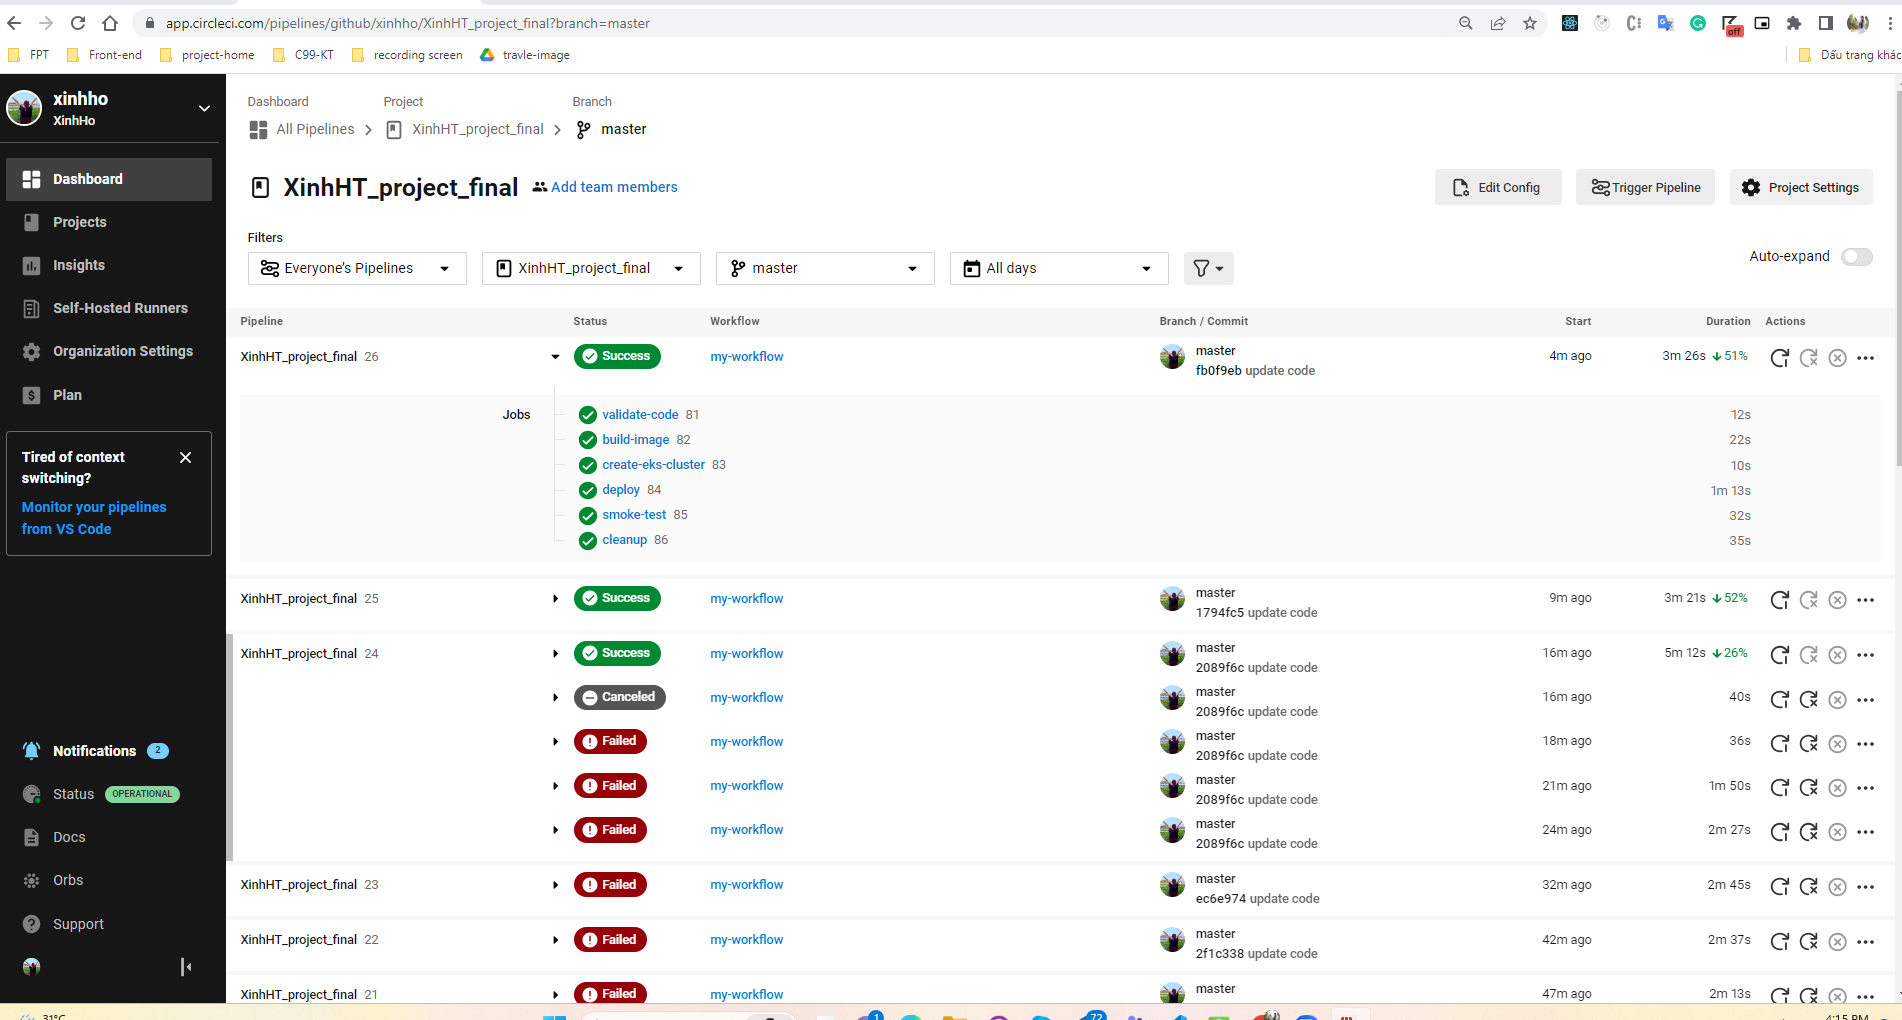 app.circleci.com/pipelines/github/xinhho/XinhHT_project_final?branch=master
off
FPT
Front-end
project-home
C99-KT
recording screen
travle-image
Dấu trang khác
xinhho
XinhHo
Dashboard
Projects
Insights
Self-Hosted Runners
Organization Settings
Plan
Tired of context
switching?
Monitor your pipelines
from VS Code
Notifications 2
Status OPERATIONAL
Docs
Orbs
Support
Dashboard Project Branch
All Pipelines XinhHT_project_final master
XinhHT_project_final Add team members
Edit Config Trigger Pipeline Project Settings
Filters
Everyone's Pipelines XinhHT_project_final master All days
Auto-expand
Pipeline Status Workflow Branch / Commit Start Duration Actions
XinhHT_project_final 26 Success my-workflow master 4m ago 3m 26s 51%
fb0f9eb update code
Jobs validate-code 81 12s
build-image 82 22s
create-eks-cluster 83 10s
deploy 84 1m 13s
smoke-test 85 32s
cleanup 86 35s
XinhHT_project_final 25 Success my-workflow master 9m ago 3m 21s 52%
1794fc5 update code
XinhHT_project_final 24 Success my-workflow master 16m ago 5m 12s 26%
2089f6c update code
Canceled my-workflow master 16m ago 40s
2089f6c update code
Failed my-workflow master 18m ago 36s
2089f6c update code
Failed my-workflow master 21m ago 1m 50s
2089f6c update code
Failed my-workflow master 24m ago 2m 27s
2089f6c update code
XinhHT_project_final 23 Failed my-workflow master 32m ago 2m 45s
ec6e974 update code
XinhHT_project_final 22 Failed my-workflow master 42m ago 2m 37s
2f1c338 update code
XinhHT_project_final 21 Failed my-workflow master 47m ago 2m 13s
31°C 1 72 4:15 PM